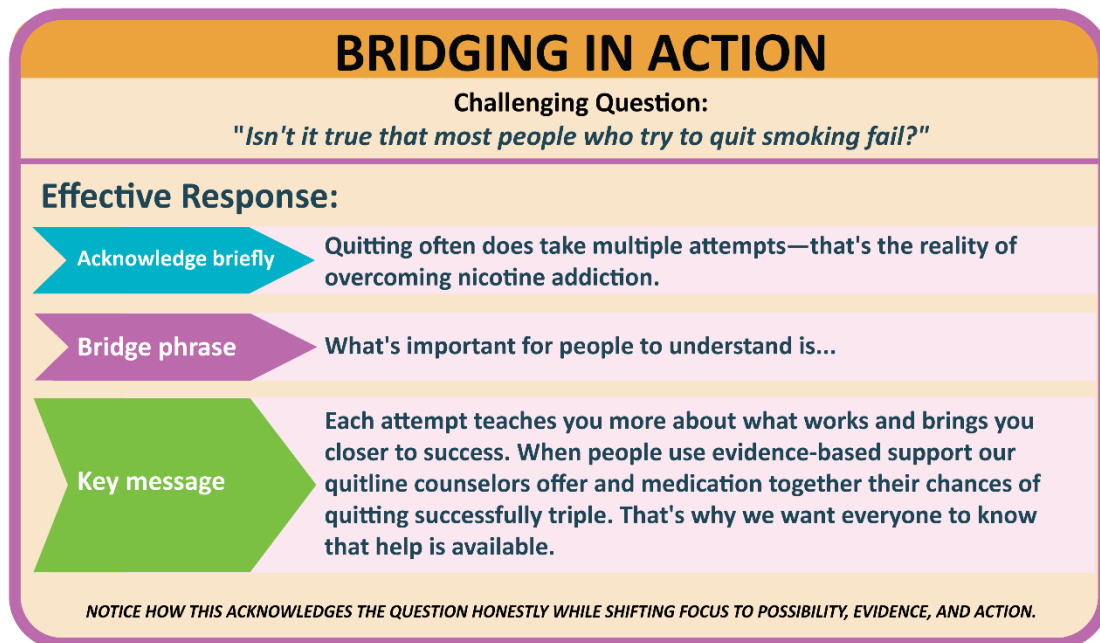 BRIDGING IN ACTION
Challenging Question:
"Isn't it true that most people who try to quit smoking fail?"
Effective Response:
Acknowledge briefly
Quitting often does take multiple attempts—that's the reality of
overcoming nicotine addiction.
Bridge phrase
What's important for people to understand is...
Key message
Each attempt teaches you more about what works and brings you
closer to success. When people use evidence-based support our
quitline counselors offer and medication together their chances of
quitting successfully triple. That's why we want everyone to know
that help is available.
NOTICE HOW THIS ACKNOWLEDGES THE QUESTION HONESTLY WHILE SHIFTING FOCUS TO POSSIBILITY, EVIDENCE, AND ACTION.